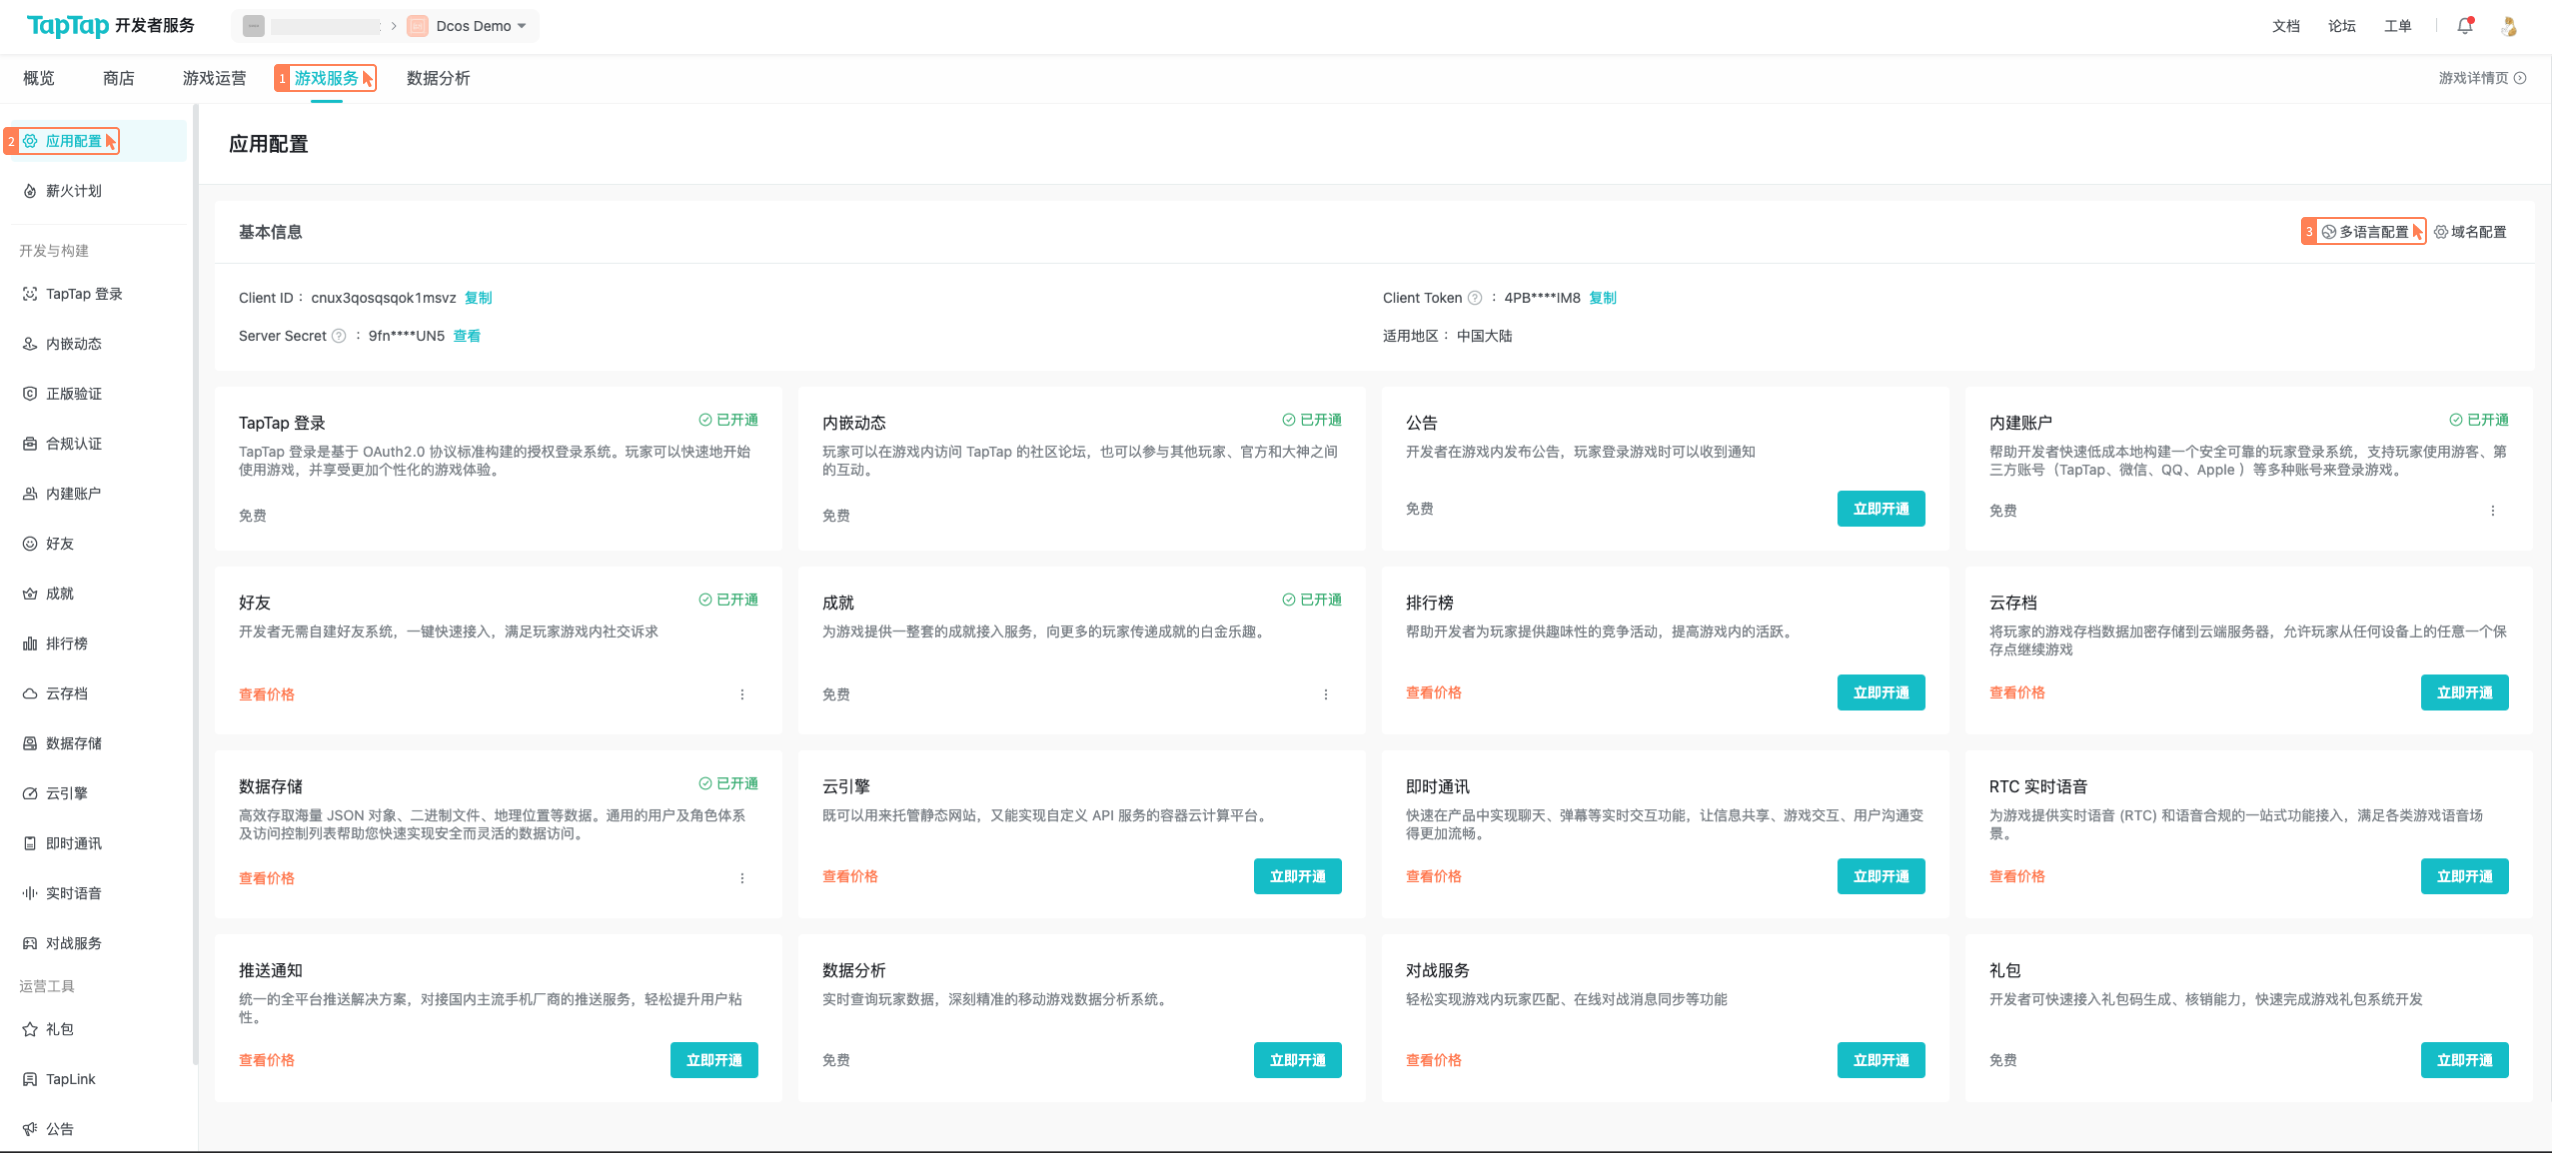 TapTap 开发者服务
Dcos Demo
文档 论坛 工单
概览 商店 游戏运营 1 游戏服务 数据分析
游戏详情页
2 应用配置
薪火计划
开发与构建
TapTap 登录
内嵌动态
正版验证
合规认证
内建账户
好友
成就
排行榜
云存档
数据存储
云引擎
即时通讯
实时语音
对战服务
运营工具
礼包
TapLink
公告
应用配置
基本信息
3 多语言配置 域名配置
Client ID： cnux3qosqsqok1msvz 复制
Client Token ? ： 4PB****IM8 复制
Server Secret ? ： 9fn****UN5 查看
适用地区： 中国大陆
TapTap 登录
已开通
TapTap 登录是基于 OAuth2.0 协议标准构建的授权登录系统。玩家可以快速地开始
使用游戏，并享受更加个性化的游戏体验。
免费
内嵌动态
已开通
玩家可以在游戏内访问 TapTap 的社区论坛，也可以参与其他玩家、官方和大神之间
的互动。
免费
公告
开发者在游戏内发布公告，玩家登录游戏时可以收到通知
免费
立即开通
内建账户
已开通
帮助开发者快速低成本地构建一个安全可靠的玩家登录系统，支持玩家使用游客、第
三方账号（TapTap、微信、QQ、Apple ）等多种账号来登录游戏。
免费
好友
已开通
开发者无需自建好友系统，一键快速接入，满足玩家游戏内社交诉求
查看价格
成就
已开通
为游戏提供一整套的成就接入服务，向更多的玩家传递成就的白金乐趣。
免费
排行榜
帮助开发者为玩家提供趣味性的竞争活动，提高游戏内的活跃。
查看价格
立即开通
云存档
将玩家的游戏存档数据加密存储到云端服务器，允许玩家从任何设备上的任意一个保
存点继续游戏
查看价格
立即开通
数据存储
已开通
高效存取海量 JSON 对象、二进制文件、地理位置等数据。通用的用户及角色体系
及访问控制列表帮助您快速实现安全而灵活的数据访问。
查看价格
云引擎
既可以用来托管静态网站，又能实现自定义 API 服务的容器云计算平台。
查看价格
立即开通
即时通讯
快速在产品中实现聊天、弹幕等实时交互功能，让信息共享、游戏交互、用户沟通变
得更加流畅。
查看价格
立即开通
RTC 实时语音
为游戏提供实时语音 (RTC) 和语音合规的一站式功能接入，满足各类游戏语音场
景。
查看价格
立即开通
推送通知
统一的全平台推送解决方案，对接国内主流手机厂商的推送服务，轻松提升用户粘
性。
查看价格
立即开通
数据分析
实时查询玩家数据，深刻精准的移动游戏数据分析系统。
免费
立即开通
对战服务
轻松实现游戏内玩家匹配、在线对战消息同步等功能
查看价格
立即开通
礼包
开发者可快速接入礼包码生成、核销能力，快速完成游戏礼包系统开发
免费
立即开通